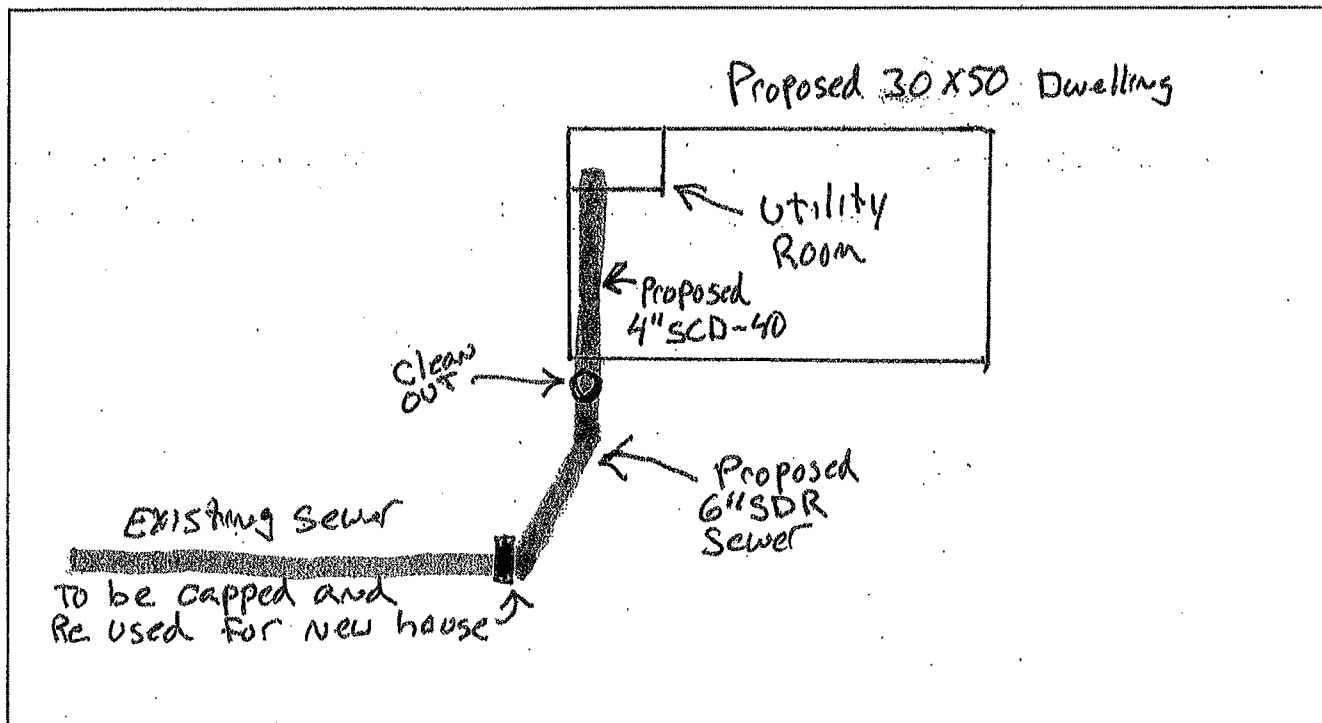 Proposed 30 X 50 Dwelling
Utility
Room
Proposed
4" SCD-40
Clean
OUT
Proposed
6" SDR
Sewer
Existing Sewer
To be capped and
Re used For New house